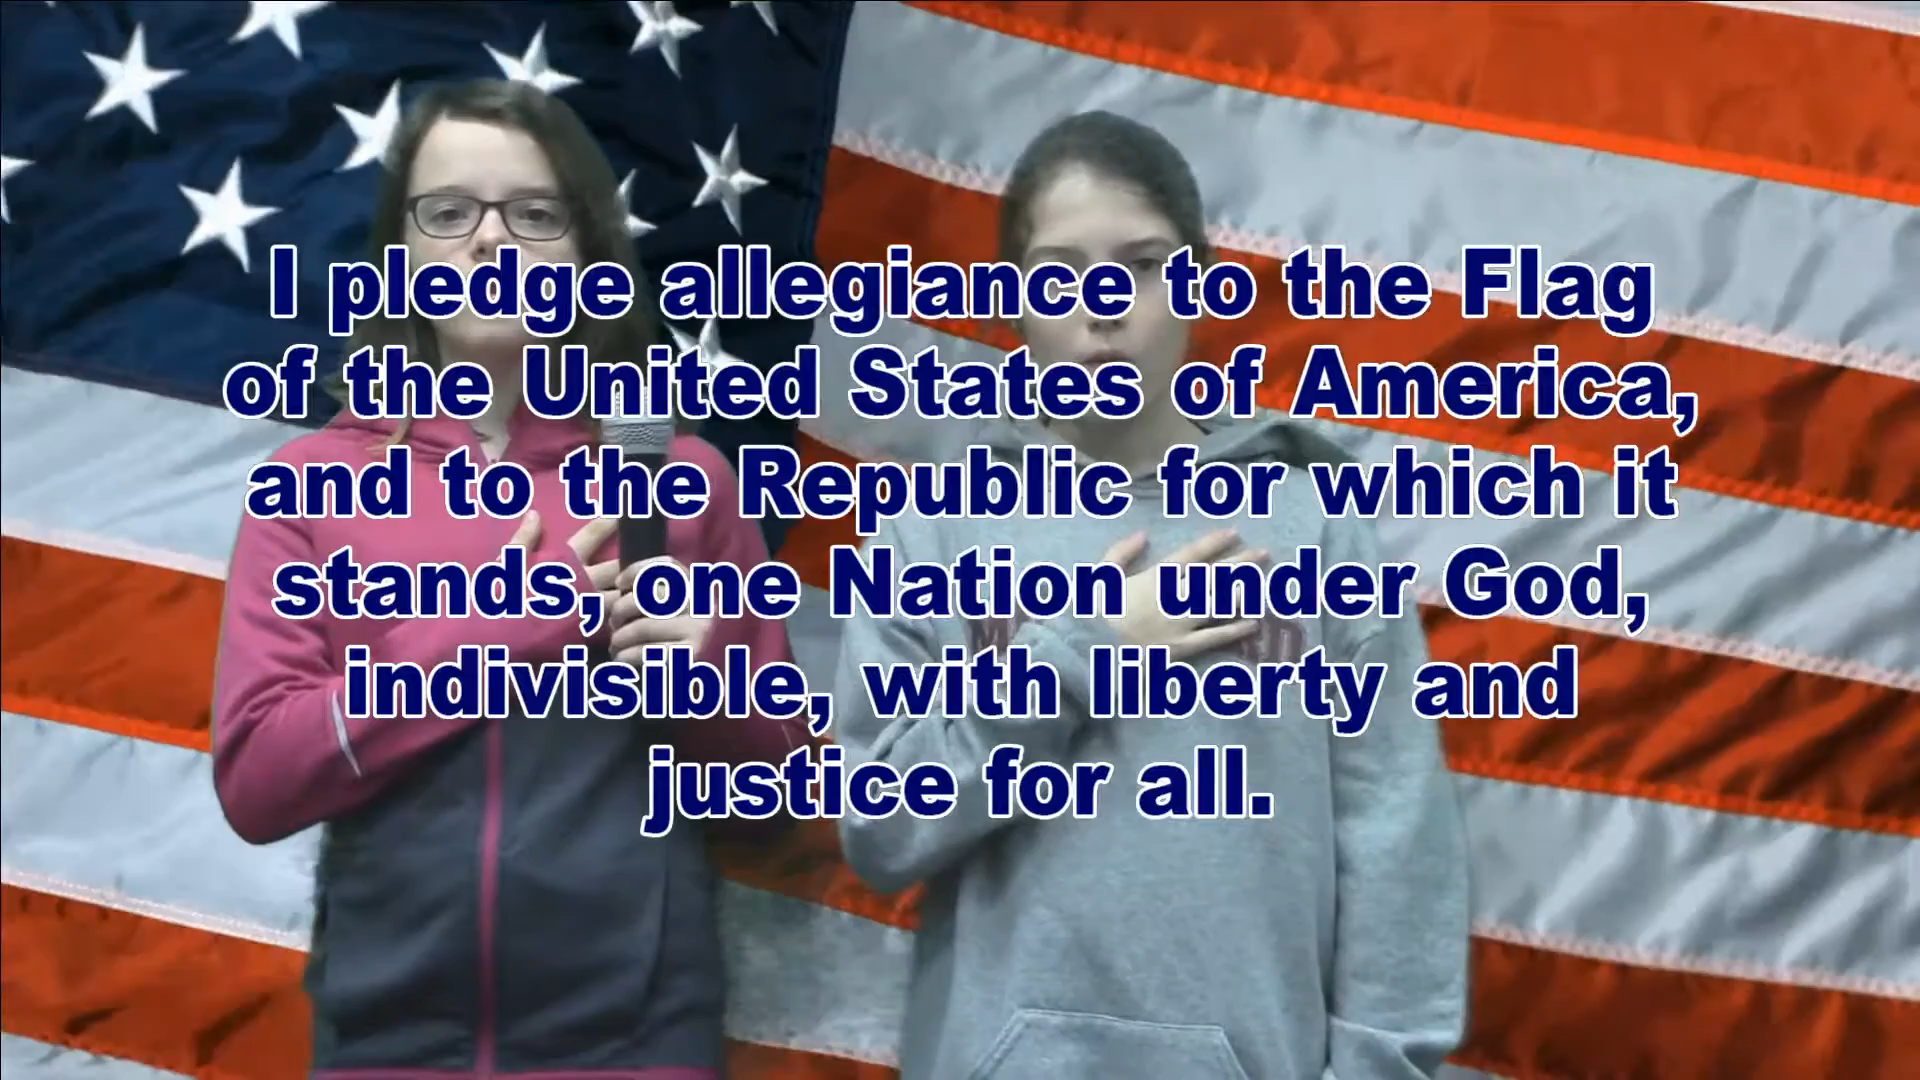 I pledge allegiance to the Flag
of the United States of America,
and to the Republic for which it
stands, one Nation under God,
indivisible, with liberty and
justice for all.